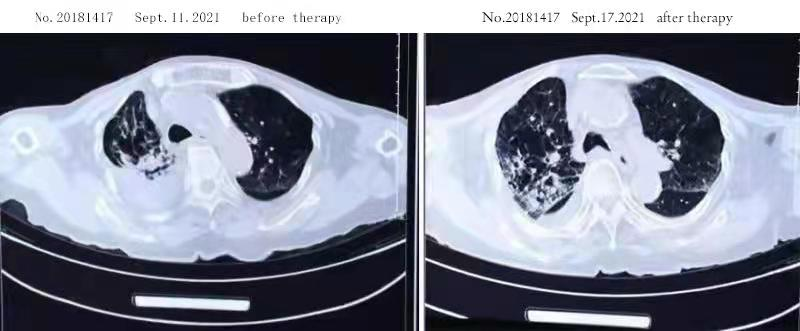 No. 20181417 Sept. 11. 2021 before therapy
No.20181417 Sept.17.2021 after therapy